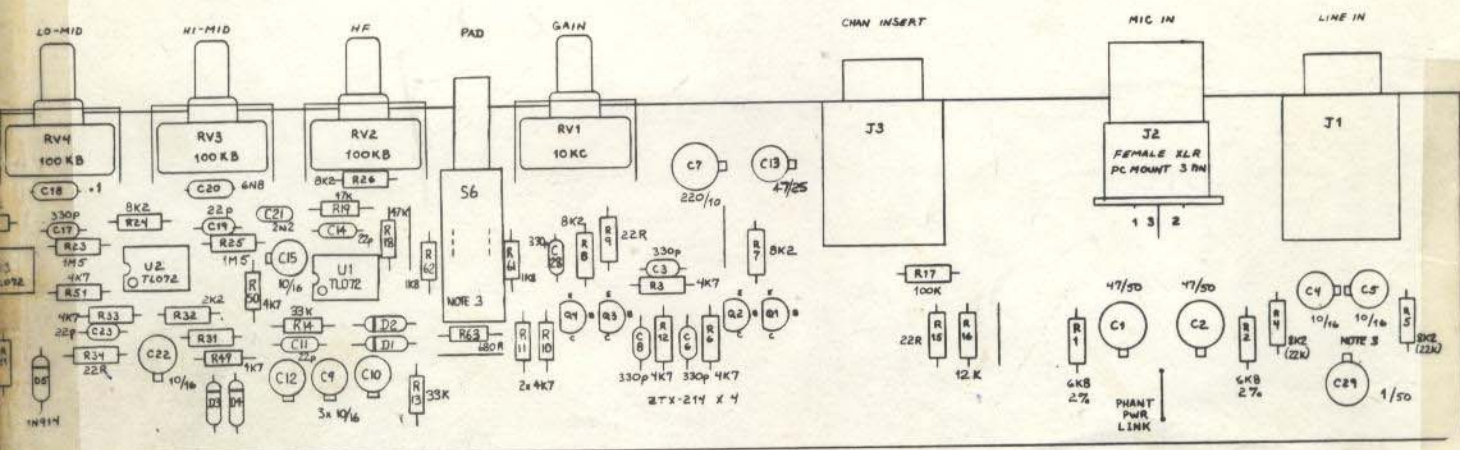 LO-MID
HI-MID
HF
PAD
GAIN
CHAN INSERT
MIC IN
LINE IN
RV4
100KB
RV3
100KB
RV2
100KB
RV1
10KC
J3
J2
FEMALE XLR
PC MOUNT 3 PIN
J1
C18
.1
C20
6N8
8K2
R26
S6
C7
220/10
C13
47/25
330p
C17
8K2
R24
22p
C19
C21
2N2
47K
R19
C14
22p
R18
47K
R23
1M5
R25
1M5
C15
10/16
R62
1K8
R61
1K8
330p
C28
8K2
R8
R9
22R
330p
C3
R3
4K7
R7
8K2
1 3 2
TL072
4K7
R51
U2
TL072
R50
4K7
U1
TL072
NOTE 3
R17
100K
4K7
R33
2K2
R32
33K
R14
D2
D1
R63
680R
Q4
Q3
Q2
Q1
E
B
C
E
B
C
E
B
C
E
B
C
22p
C23
R31
C11
22p
R34
22R
C22
10/16
R49
4K7
C12
C9
C10
3x 10/16
R13
33K
R11
R10
2x 4K7
C8
330p
R12
4K7
C6
330p
R6
4K7
ZTX-214 X 4
22R
R15
R16
12K
47/50
C1
47/50
C2
R1
6K8
2%
R2
6K8
2%
R4
8K2
(22K)
C4
10/16
C5
10/16
R5
8K2
(22K)
NOTE 3
C29
1/50
PHANT
PWR
LINK
D5
1N914
D3
D4